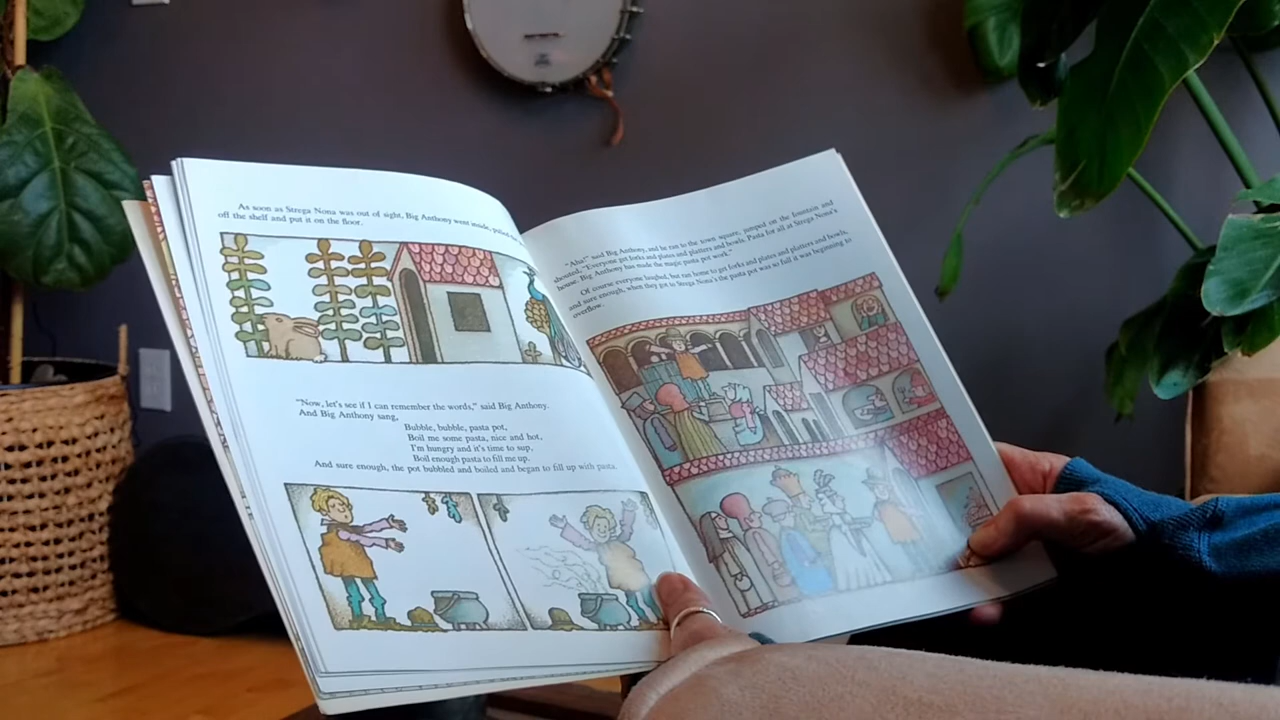 As soon as Strega Nona was out of sight, Big Anthony went inside, pulled the
off the shelf and put it on the floor.
"Now, let's see if I can remember the words," said Big Anthony.
And Big Anthony sang,
Bubble, bubble, pasta pot,
Boil me some pasta, nice and hot,
I'm hungry and it's time to sup,
Boil enough pasta to fill me up.
And sure enough, the pot bubbled and boiled and began to fill up with pasta.
"Aha!" said Big Anthony, and he ran to the town square, jumped on the fountain and
shouted, "Everyone get forks and plates and platters and bowls. Pasta for all at Strega Nona's
house. Big Anthony has made the magic pasta pot work."
Of course everyone laughed, but ran home to get forks and plates and platters and bowls,
and sure enough, when they got to Strega Nona's the pasta pot was so full it was beginning to
overflow.